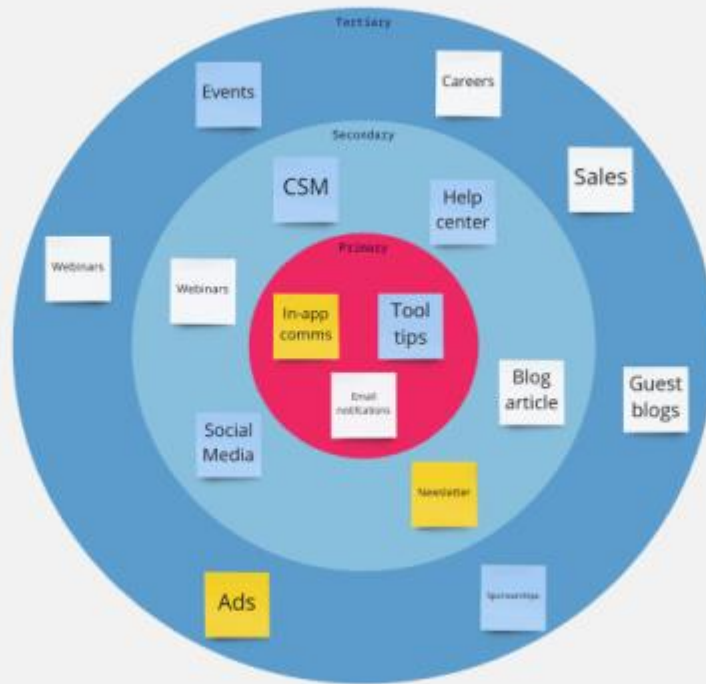 Tertiary
Events
Careers
Secondary
CSM
Help
center
Sales
Primary
Webinars
Webinars
In-app
comms
Tool
tips
Email
notifications
Blog
article
Guest
blogs
Social
Media
Newsletter
Ads
Sponsorships